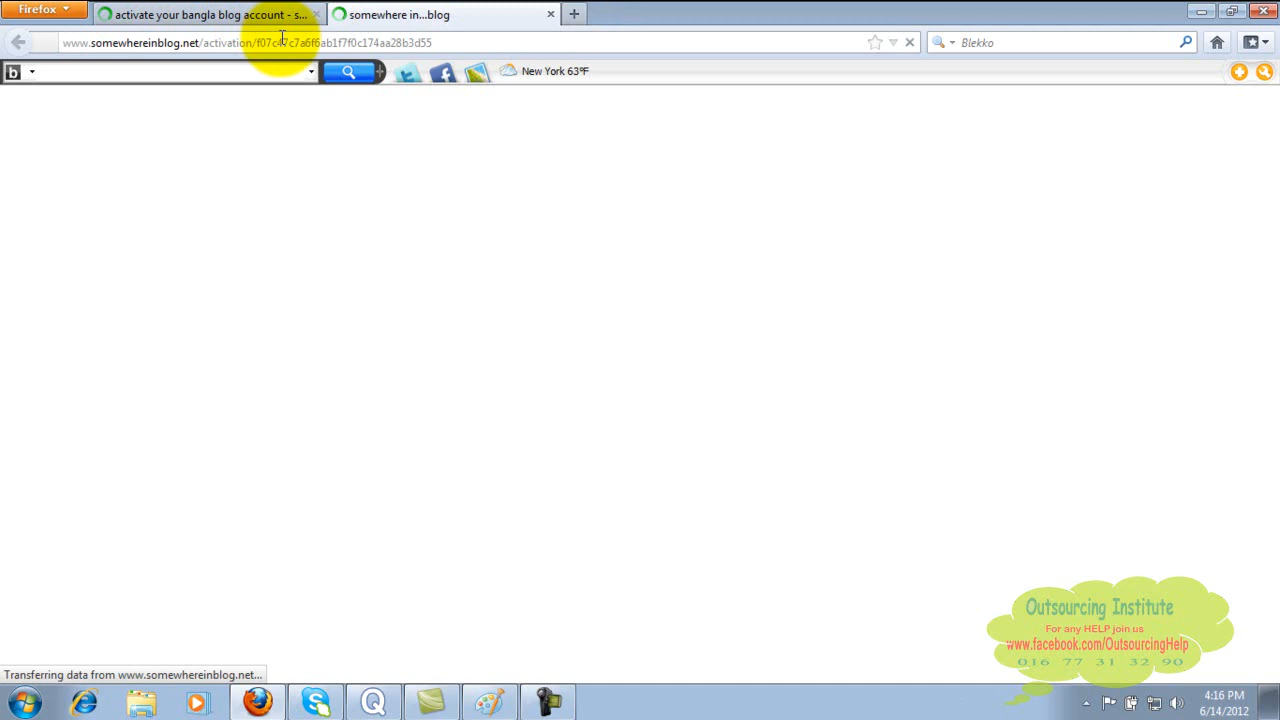 Firefox
activate your bangla blog account - s...
somewhere in...blog
www.somewhereinblog.net/activation/f07c47c7a6f6ab1f7f0c174aa28b3d55
Blekko
b
New York 63°F
Outsourcing Institute
For any HELP join us
www.facebook.com/OutsourcingHelp
016 77 31 32 90
Transferring data from www.somewhereinblog.net...
4:16 PM
6/14/2012